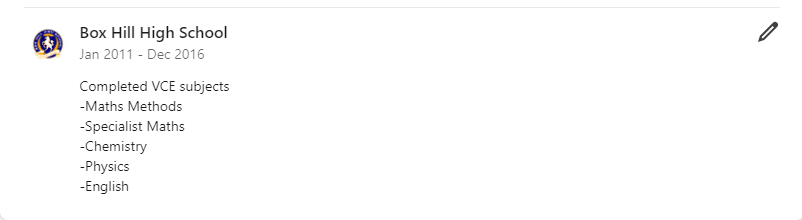 Box Hill High School
Jan 2011 - Dec 2016
Completed VCE subjects
-Maths Methods
-Specialist Maths
-Chemistry
-Physics
-English